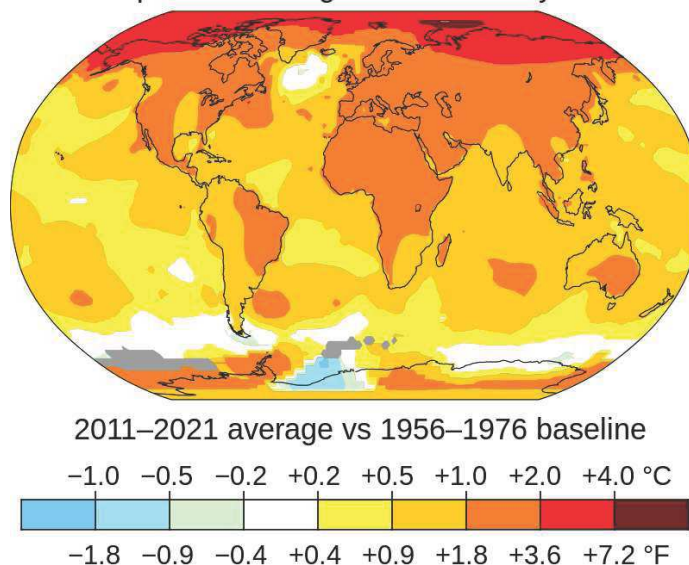 2011–2021 average vs 1956–1976 baseline
−1.0 −0.5 −0.2 +0.2 +0.5 +1.0 +2.0 +4.0 °C
−1.8 −0.9 −0.4 +0.4 +0.9 +1.8 +3.6 +7.2 °F